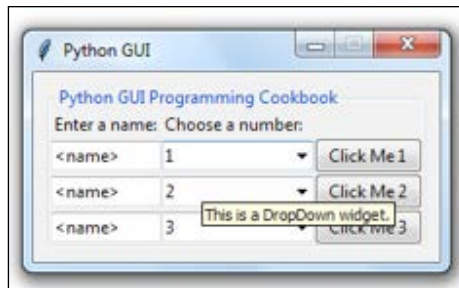 Python GUI
Python GUI Programming Cookbook
Enter a name: Choose a number:
<name> 1 Click Me 1
<name> 2 Click Me 2
This is a DropDown widget.
<name> 3 Click Me 3